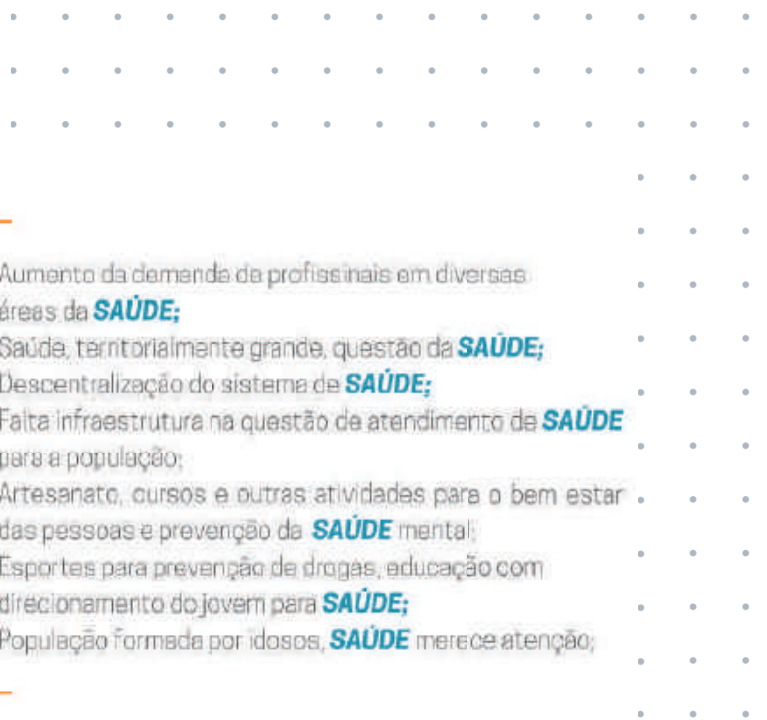 Aumento da demanda de profissinais em diversas
áreas da SAÚDE;
Saúde, territorialmente grande, questão da SAÚDE;
Descentralização do sistema de SAÚDE;
Falta infraestrutura na questão de atendimento de SAÚDE
para a população;
Artesanato, cursos e outras atividades para o bem estar
das pessoas e prevenção da SAÚDE mental;
Esportes para prevenção de drogas, educação com
direcionamento do jovem para SAÚDE;
População formada por idosos, SAÚDE merece atenção;